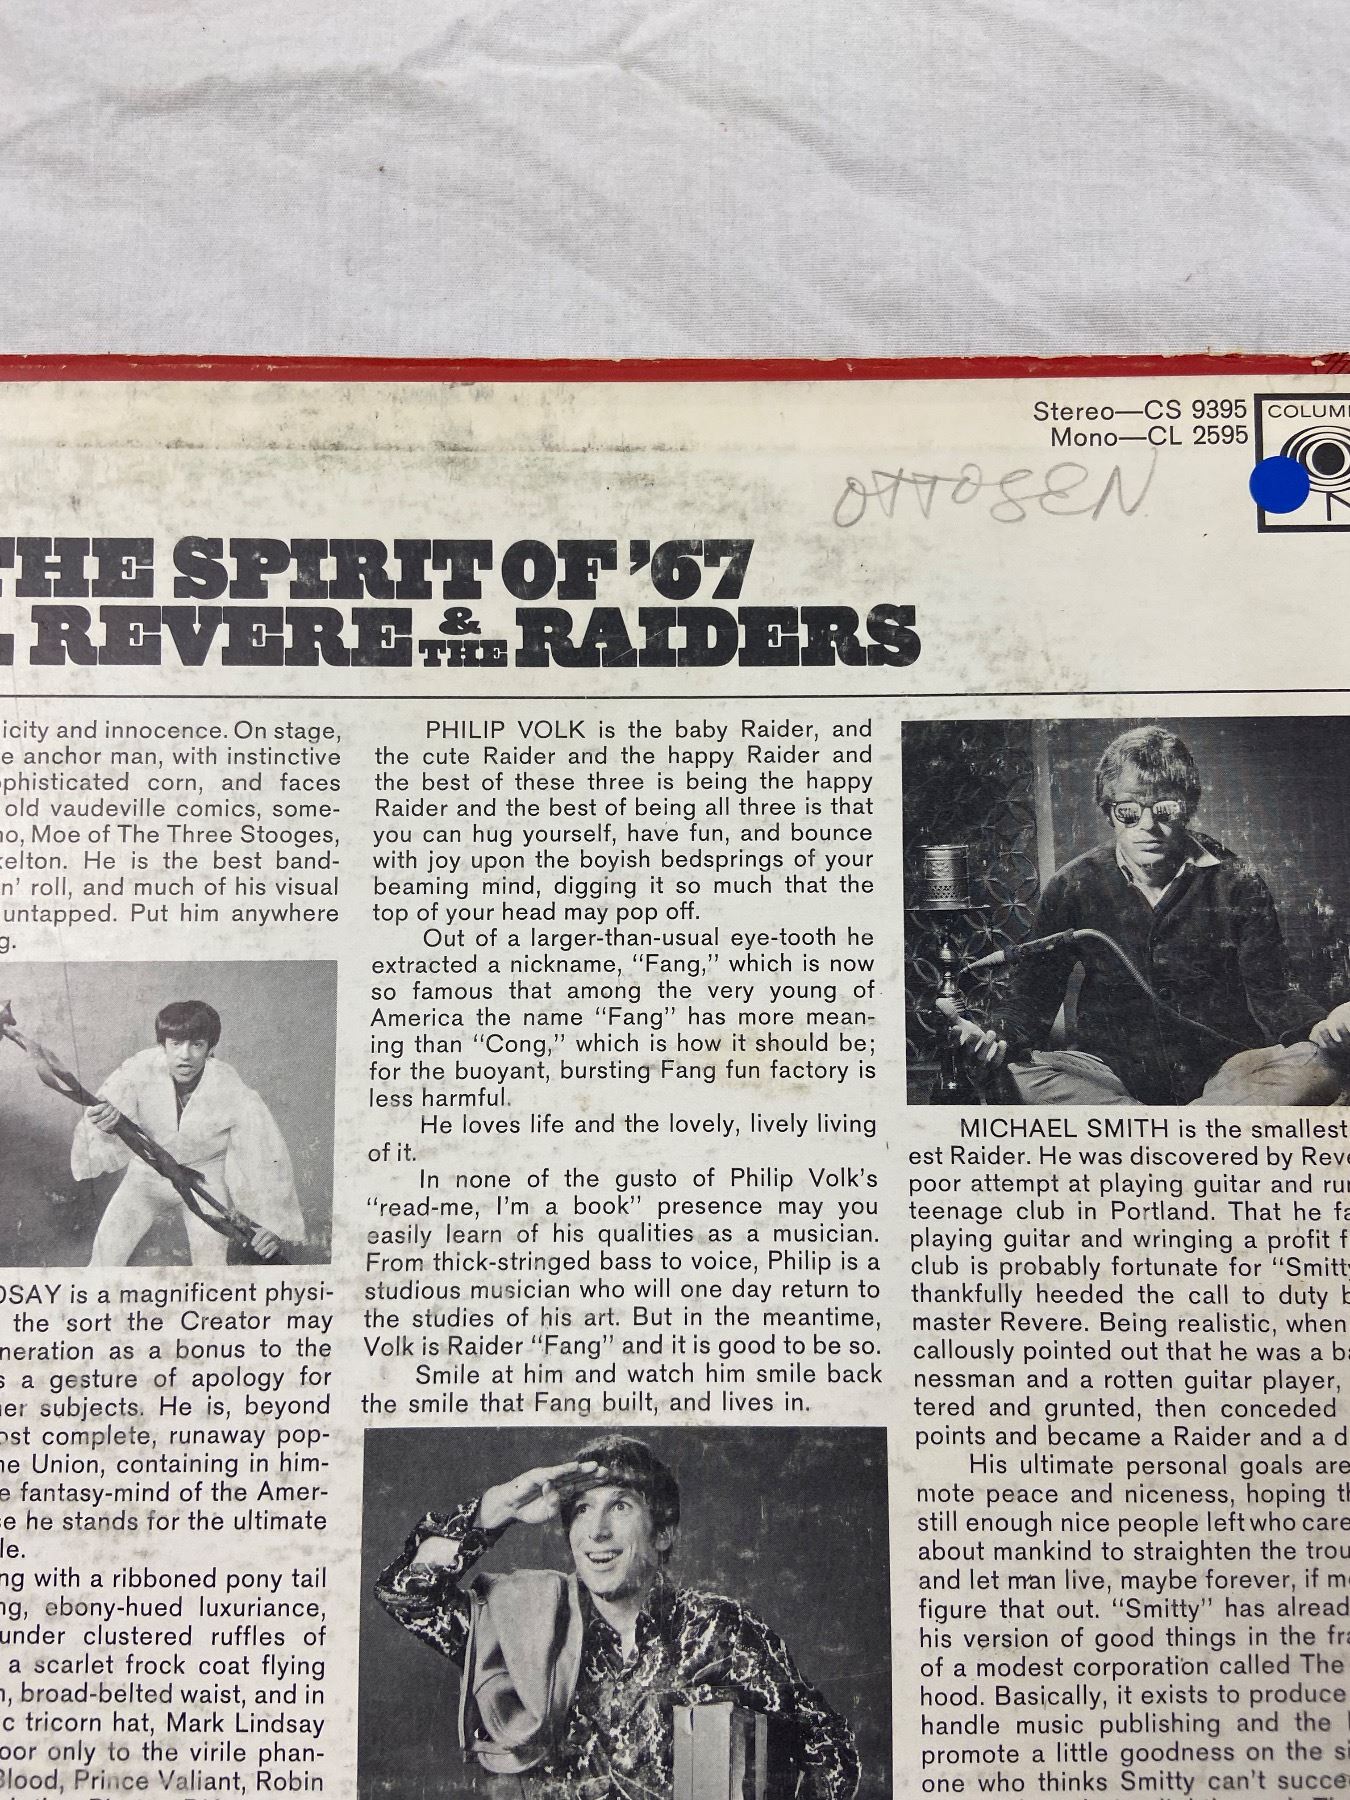 Stereo—CS 9395
Mono—CL 2595
COLUM
OTTOSEN
THE SPIRIT OF '67
REVERE & THE RAIDERS
icity and innocence. On stage,
e anchor man, with instinctive
phisticated corn, and faces
old vaudeville comics, some-
no, Moe of The Three Stooges,
kelton. He is the best band-
n' roll, and much of his visual
untapped. Put him anywhere
g.
DSAY is a magnificent physi-
the sort the Creator may
neration as a bonus to the
s a gesture of apology for
er subjects. He is, beyond
ost complete, runaway pop-
he Union, containing in him-
e fantasy-mind of the Amer-
se he stands for the ultimate
le.
ng with a ribboned pony tail
ng, ebony-hued luxuriance,
under clustered ruffles of
a scarlet frock coat flying
, broad-belted waist, and in
c tricorn hat, Mark Lindsay
oor only to the virile phan-
Blood, Prince Valiant, Robin
PHILIP VOLK is the baby Raider, and
the cute Raider and the happy Raider and
the best of these three is being the happy
Raider and the best of being all three is that
you can hug yourself, have fun, and bounce
with joy upon the boyish bedsprings of your
beaming mind, digging it so much that the
top of your head may pop off.
Out of a larger-than-usual eye-tooth he
extracted a nickname, “Fang,” which is now
so famous that among the very young of
America the name “Fang” has more mean-
ing than “Cong,” which is how it should be;
for the buoyant, bursting Fang fun factory is
less harmful.
He loves life and the lovely, lively living
of it.
In none of the gusto of Philip Volk's
“read-me, I'm a book” presence may you
easily learn of his qualities as a musician.
From thick-stringed bass to voice, Philip is a
studious musician who will one day return to
the studies of his art. But in the meantime,
Volk is Raider “Fang” and it is good to be so.
Smile at him and watch him smile back
the smile that Fang built, and lives in.
MICHAEL SMITH is the smallest
est Raider. He was discovered by Reve
poor attempt at playing guitar and ru
teenage club in Portland. That he fa
playing guitar and wringing a profit f
club is probably fortunate for “Smitt
thankfully heeded the call to duty b
master Revere. Being realistic, when
callously pointed out that he was a ba
nessman and a rotten guitar player,
tered and grunted, then conceded
points and became a Raider and a d
His ultimate personal goals are
mote peace and niceness, hoping th
still enough nice people left who care
about mankind to straighten the trou
and let man live, maybe forever, if m
figure that out. “Smitty” has alread
his version of good things in the fra
of a modest corporation called The
hood. Basically, it exists to produce
handle music publishing and the
promote a little goodness on the si
one who thinks Smitty can't succe